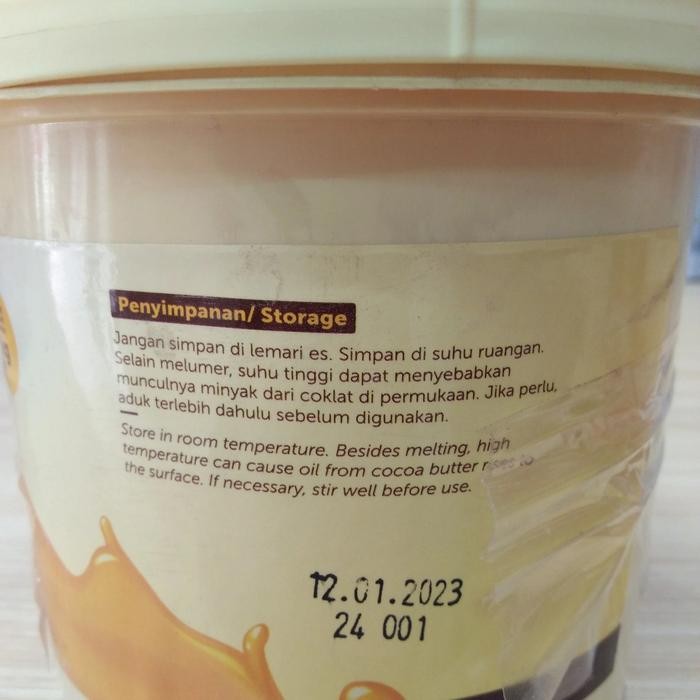 Penyimpanan/ Storage
Jangan simpan di lemari es. Simpan di suhu ruangan.
Selain melumer, suhu tinggi dapat menyebabkan
munculnya minyak dari coklat di permukaan. Jika perlu,
aduk terlebih dahulu sebelum digunakan.
Store in room temperature. Besides melting, high
temperature can cause oil from cocoa butter rises to
the surface. If necessary, stir well before use.
12.01.2023
24 001